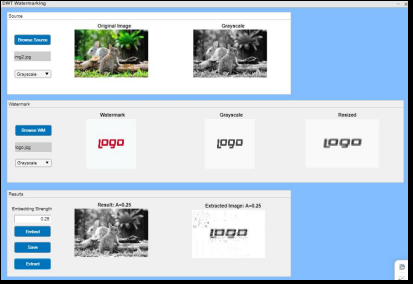 DWT Watermarking
Source
Original Image
Grayscale
Browse Source
img2.jpg
Grayscale
Watermark
Watermark
Grayscale
Resized
Browse WM
logo.jpg
Grayscale
logo
logo
logo
Results
Embedding Strength
Result: A=0.25
Extracted Image: A=0.25
0.25
Embed
Save
Extract
logo